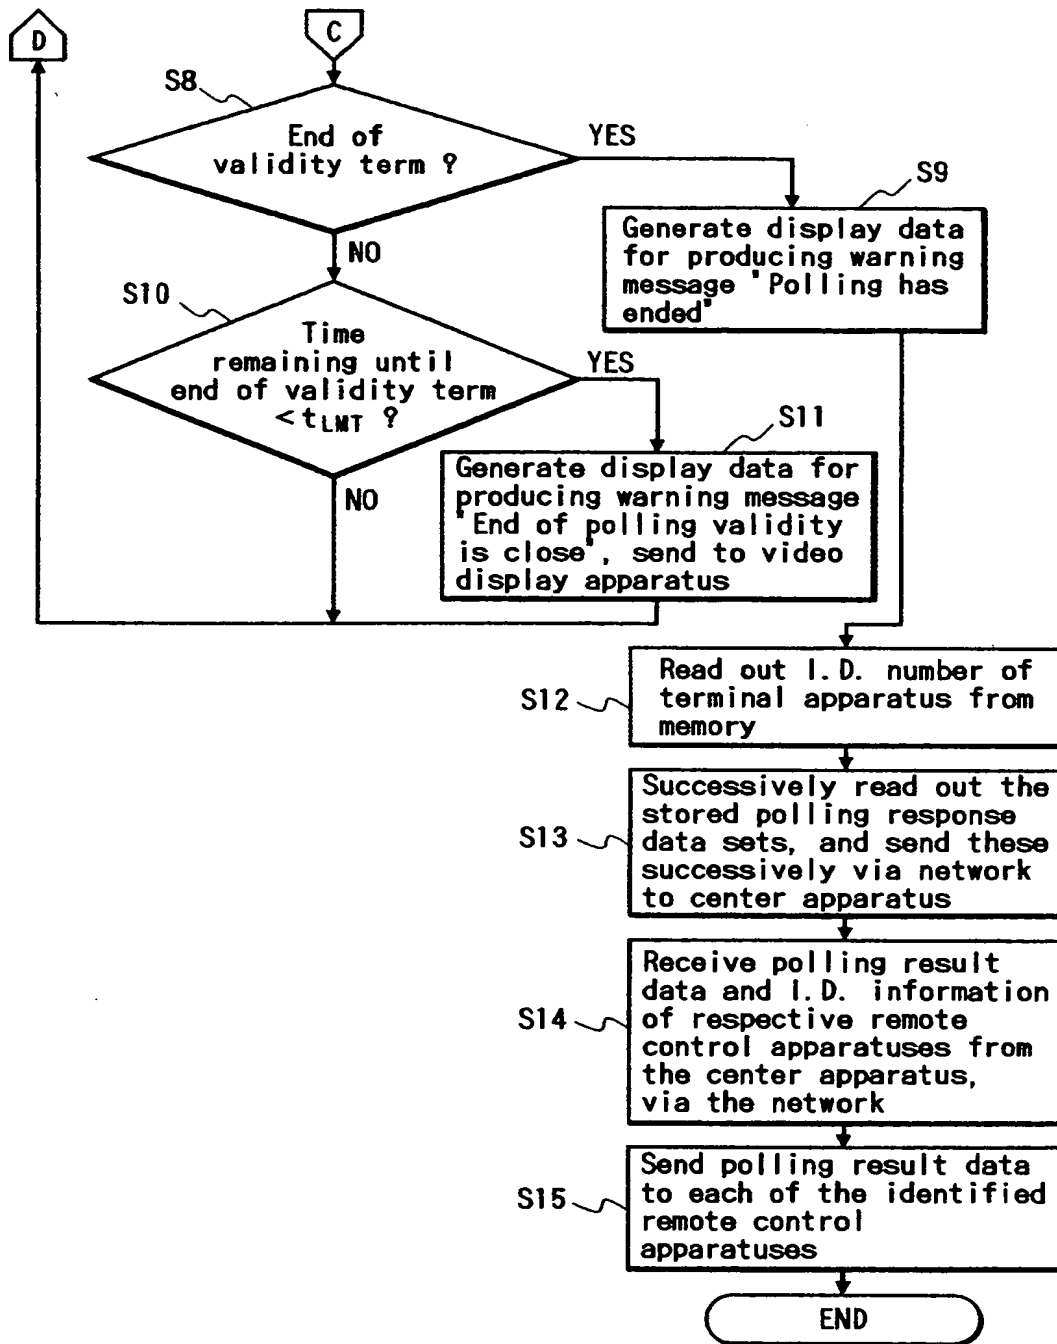 D
C
S8
End of
validity term ?
YES
NO
S9
Generate display data
for producing warning
message "Polling has
ended"
S10
Time
remaining until
end of validity term
< tLMT ?
YES
NO
S11
Generate display data for
producing warning message
"End of polling validity
is close", send to video
display apparatus
S12
Read out I.D. number of
terminal apparatus from
memory
S13
Successively read out the
stored polling response
data sets, and send these
successively via network
to center apparatus
S14
Receive polling result
data and I.D. information
of respective remote
control apparatuses from
the center apparatus,
via the network
S15
Send polling result data
to each of the identified
remote control
apparatuses
END